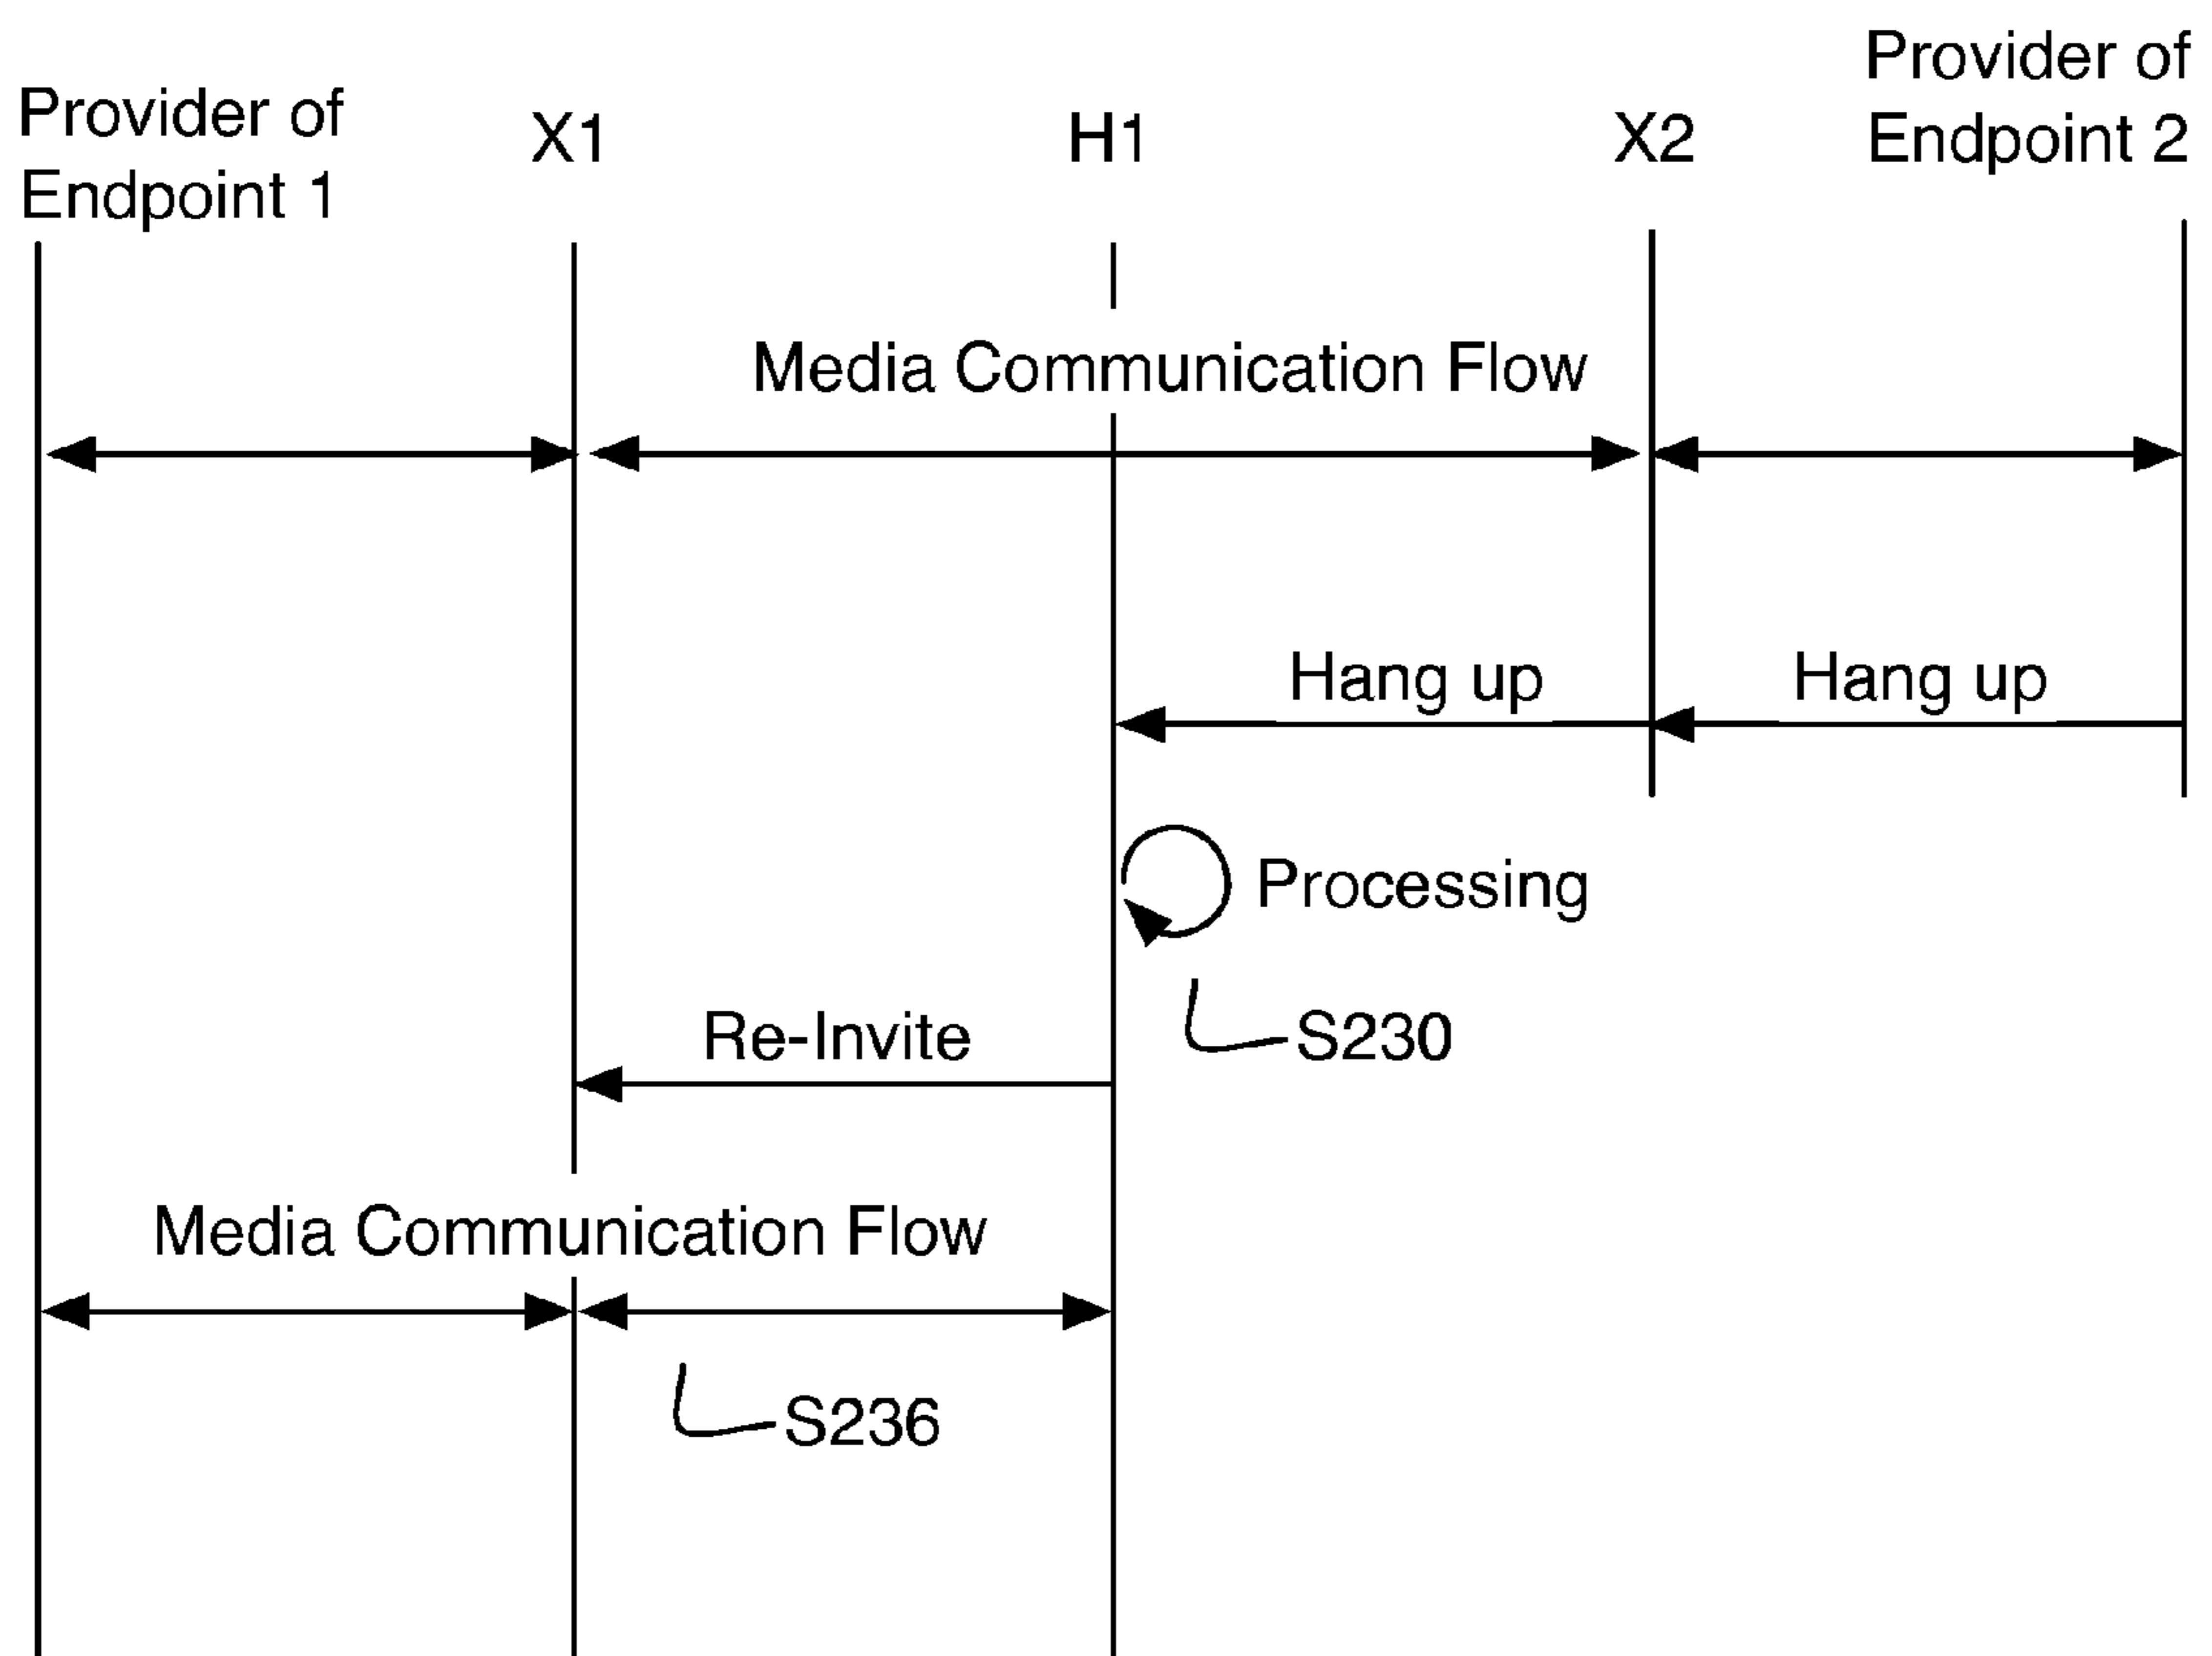 Provider of
Endpoint 1
X1
H1
X2
Provider of
Endpoint 2
Media Communication Flow
Hang up
Hang up
Processing
S230
Re-Invite
Media Communication Flow
S236